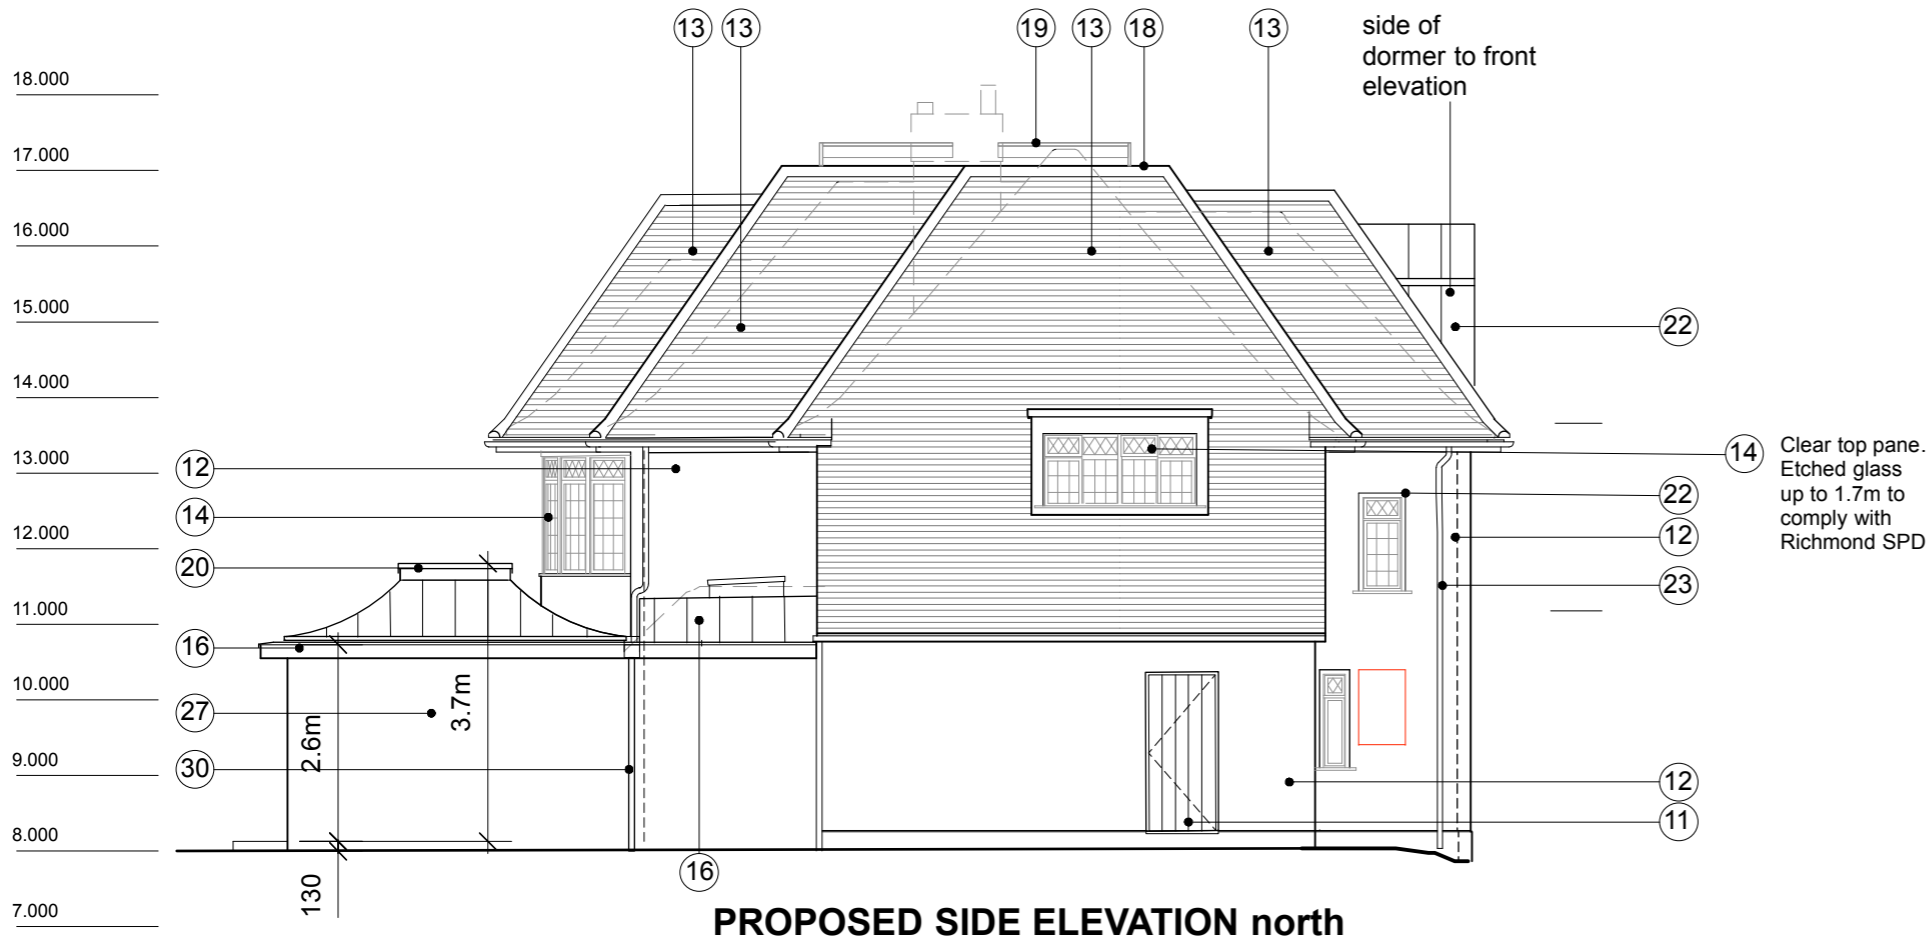 13 13 19 13 18 13
side of
dormer to front
elevation
18.000
17.000
16.000
15.000
22
14.000
13.000
12
14 Clear top pane.
Etched glass
up to 1.7m to
comply with
Richmond SPD
14
22
12.000
12
20
23
11.000
16
16
10.000
27
2.6m
3.7m
9.000
30
12
11
8.000
16
130
7.000
PROPOSED SIDE ELEVATION north